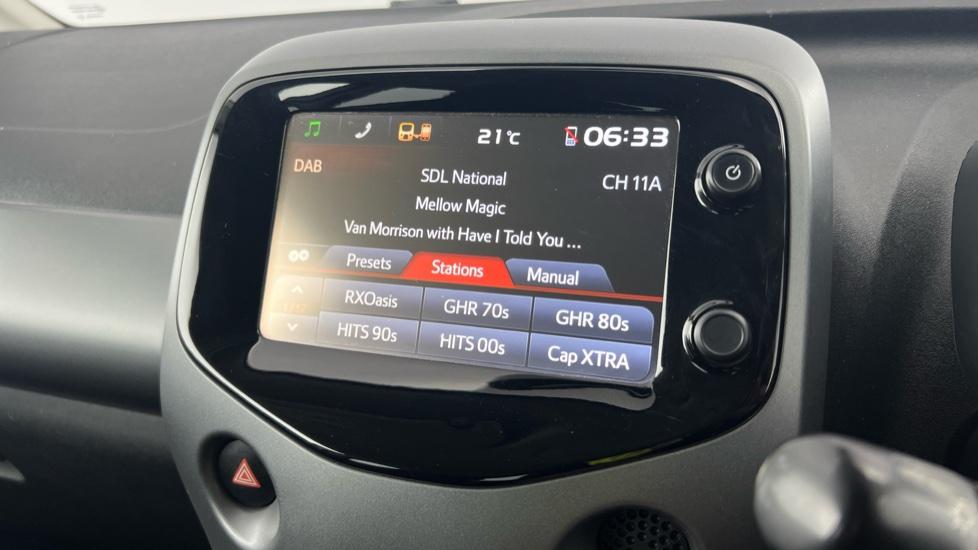 21°C 06:33
DAB
SDL National
CH 11A
Mellow Magic
Van Morrison with Have I Told You ...
Presets Stations Manual
RXOasis GHR 70s GHR 80s
HITS 90s HITS 00s Cap XTRA